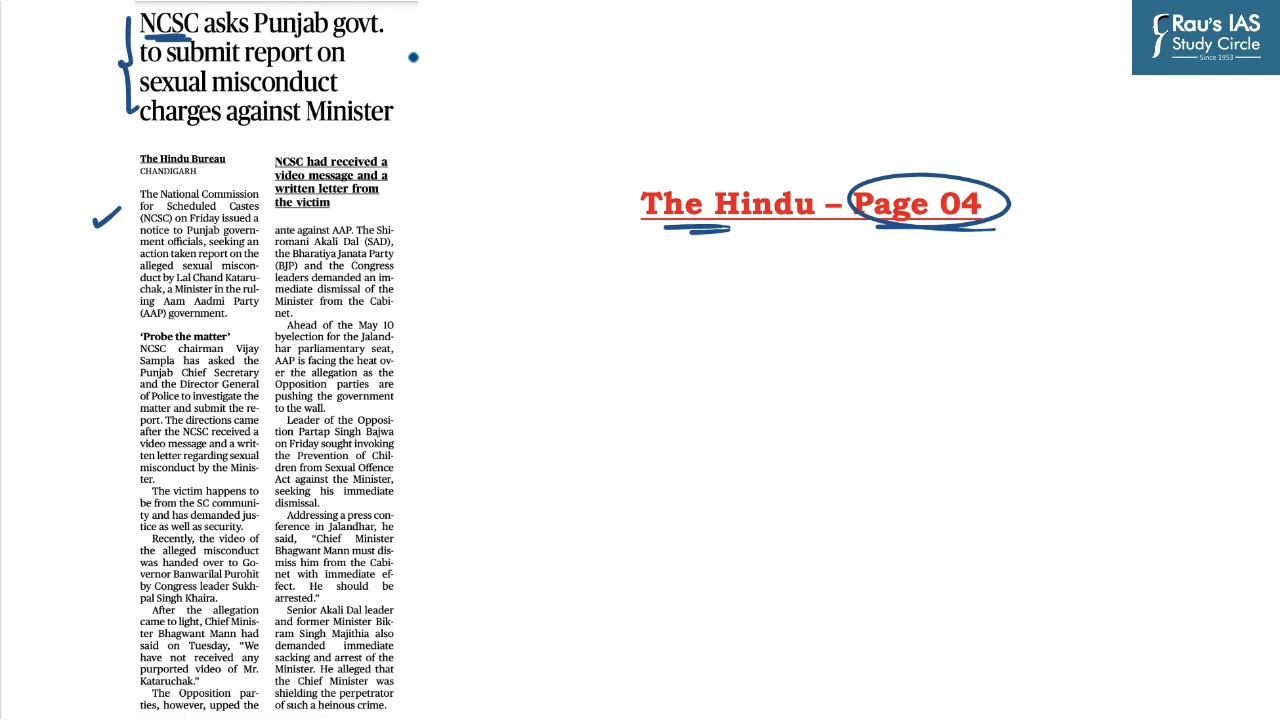 NCSC asks Punjab govt.
to submit report on
sexual misconduct
charges against Minister
The Hindu Bureau
CHANDIGARH
The National Commission
for Scheduled Castes
(NCSC) on Friday issued a
notice to Punjab govern-
ment officials, seeking an
action taken report on the
alleged sexual miscon-
duct by Lal Chand Kataru-
chak, a Minister in the rul-
ing Aam Aadmi Party
(AAP) government.
‘Probe the matter’
NCSC chairman Vijay
Sampla has asked the
Punjab Chief Secretary
and the Director General
of Police to investigate the
matter and submit the re-
port. The directions came
after the NCSC received a
video message and a writ-
ten letter regarding sexual
misconduct by the Minis-
ter.
The victim happens to
be from the SC communi-
ty and has demanded jus-
tice as well as security.
Recently, the video of
the alleged misconduct
was handed over to Go-
vernor Banwarilal Purohit
by Congress leader Sukh-
pal Singh Khaira.
After the allegation
came to light, Chief Minis-
ter Bhagwant Mann had
said on Tuesday, “We
have not received any
purported video of Mr.
Kataruchak.”
The Opposition par-
ties, however, upped the
NCSC had received a
video message and a
written letter from
the victim
ante against AAP. The Shi-
romani Akali Dal (SAD),
the Bharatiya Janata Party
(BJP) and the Congress
leaders demanded an im-
mediate dismissal of the
Minister from the Cabi-
net.
Ahead of the May 10
byelection for the Jaland-
har parliamentary seat,
AAP is facing the heat ov-
er the allegation as the
Opposition parties are
pushing the government
to the wall.
Leader of the Opposi-
tion Partap Singh Bajwa
on Friday sought invoking
the Prevention of Chil-
dren from Sexual Offence
Act against the Minister,
seeking his immediate
dismissal.
Addressing a press con-
ference in Jalandhar, he
said, “Chief Minister
Bhagwant Mann must dis-
miss him from the Cabi-
net with immediate ef-
fect. He should be
arrested.”
Senior Akali Dal leader
and former Minister Bik-
ram Singh Majithia also
demanded immediate
sacking and arrest of the
Minister. He alleged that
the Chief Minister was
shielding the perpetrator
of such a heinous crime.
The Hindu – Page 04
Rau's IAS
Study Circle
Since 1953